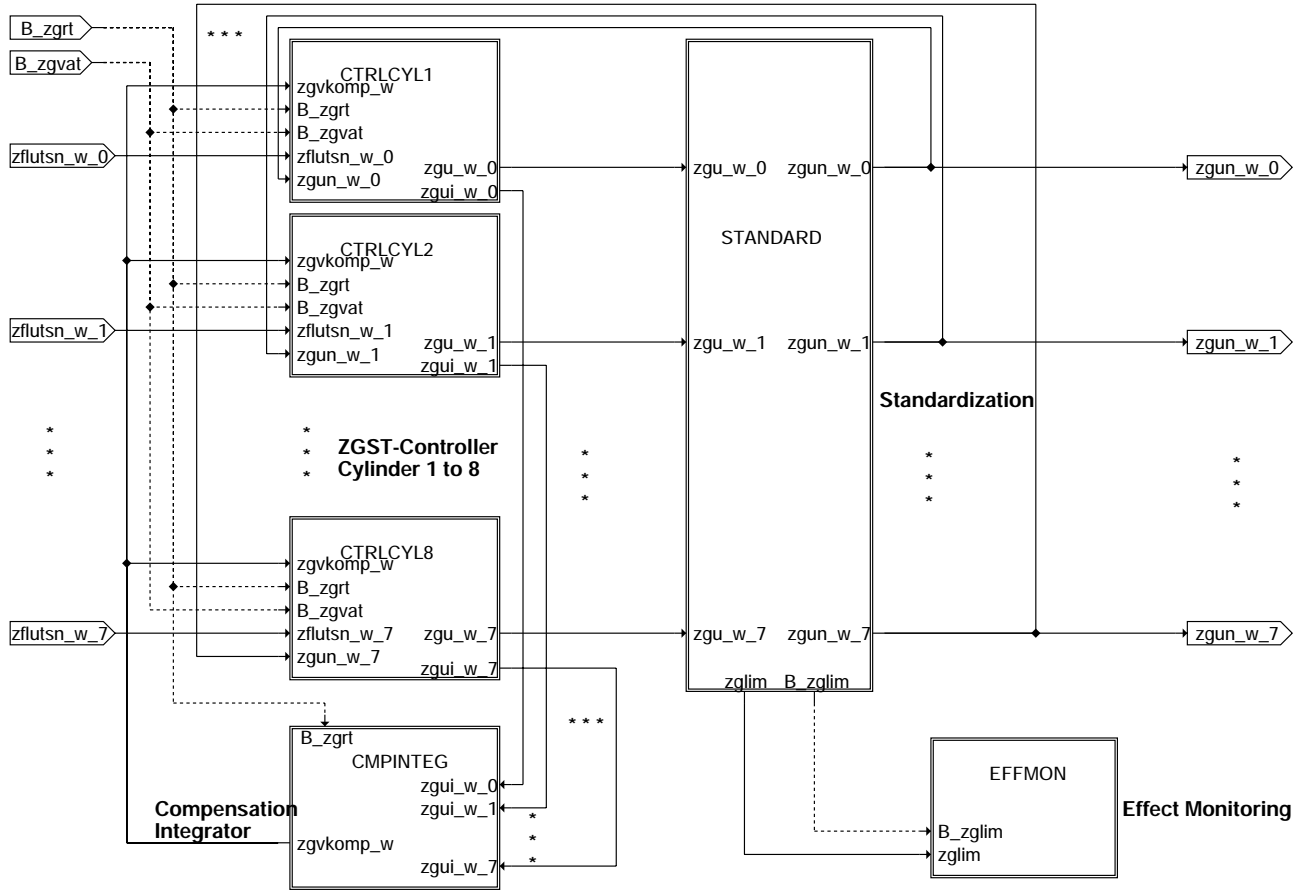 B_zgrt
B_zgvat
* * *
CTRLCYL1
zgvkomp_w
B_zgrt
B_zgvat
zflutsn_w_0
zflutsn_w_0
zgun_w_0
zgu_w_0
zgui_w_0
zgu_w_0
zgun_w_0
zgun_w_0
STANDARD
CTRLCYL2
zgvkomp_w
B_zgrt
B_zgvat
zflutsn_w_1
zflutsn_w_1
zgun_w_1
zgu_w_1
zgui_w_1
zgu_w_1
zgun_w_1
zgun_w_1
Standardization
*
*
*
*
*
*
ZGST-Controller
Cylinder 1 to 8
*
*
*
*
*
*
*
*
*
CTRLCYL8
zgvkomp_w
B_zgrt
B_zgvat
zflutsn_w_7
zflutsn_w_7
zgun_w_7
zgu_w_7
zgui_w_7
zgu_w_7
zgun_w_7
zgun_w_7
zglim
B_zglim
* * *
B_zgrt
CMPINTEG
zgui_w_0
zgui_w_1
zgvkomp_w
zgui_w_7
*
*
*
Compensation
Integrator
EFFMON
B_zglim
zglim
Effect Monitoring